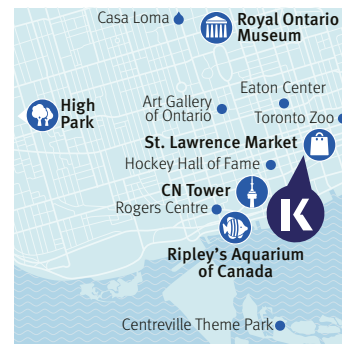 Casa Loma
Royal Ontario
Museum
High
Park
Art Gallery
of Ontario
Eaton Center
Toronto Zoo
St. Lawrence Market
Hockey Hall of Fame
CN Tower
Rogers Centre
K
Ripley's Aquarium
of Canada
Centreville Theme Park